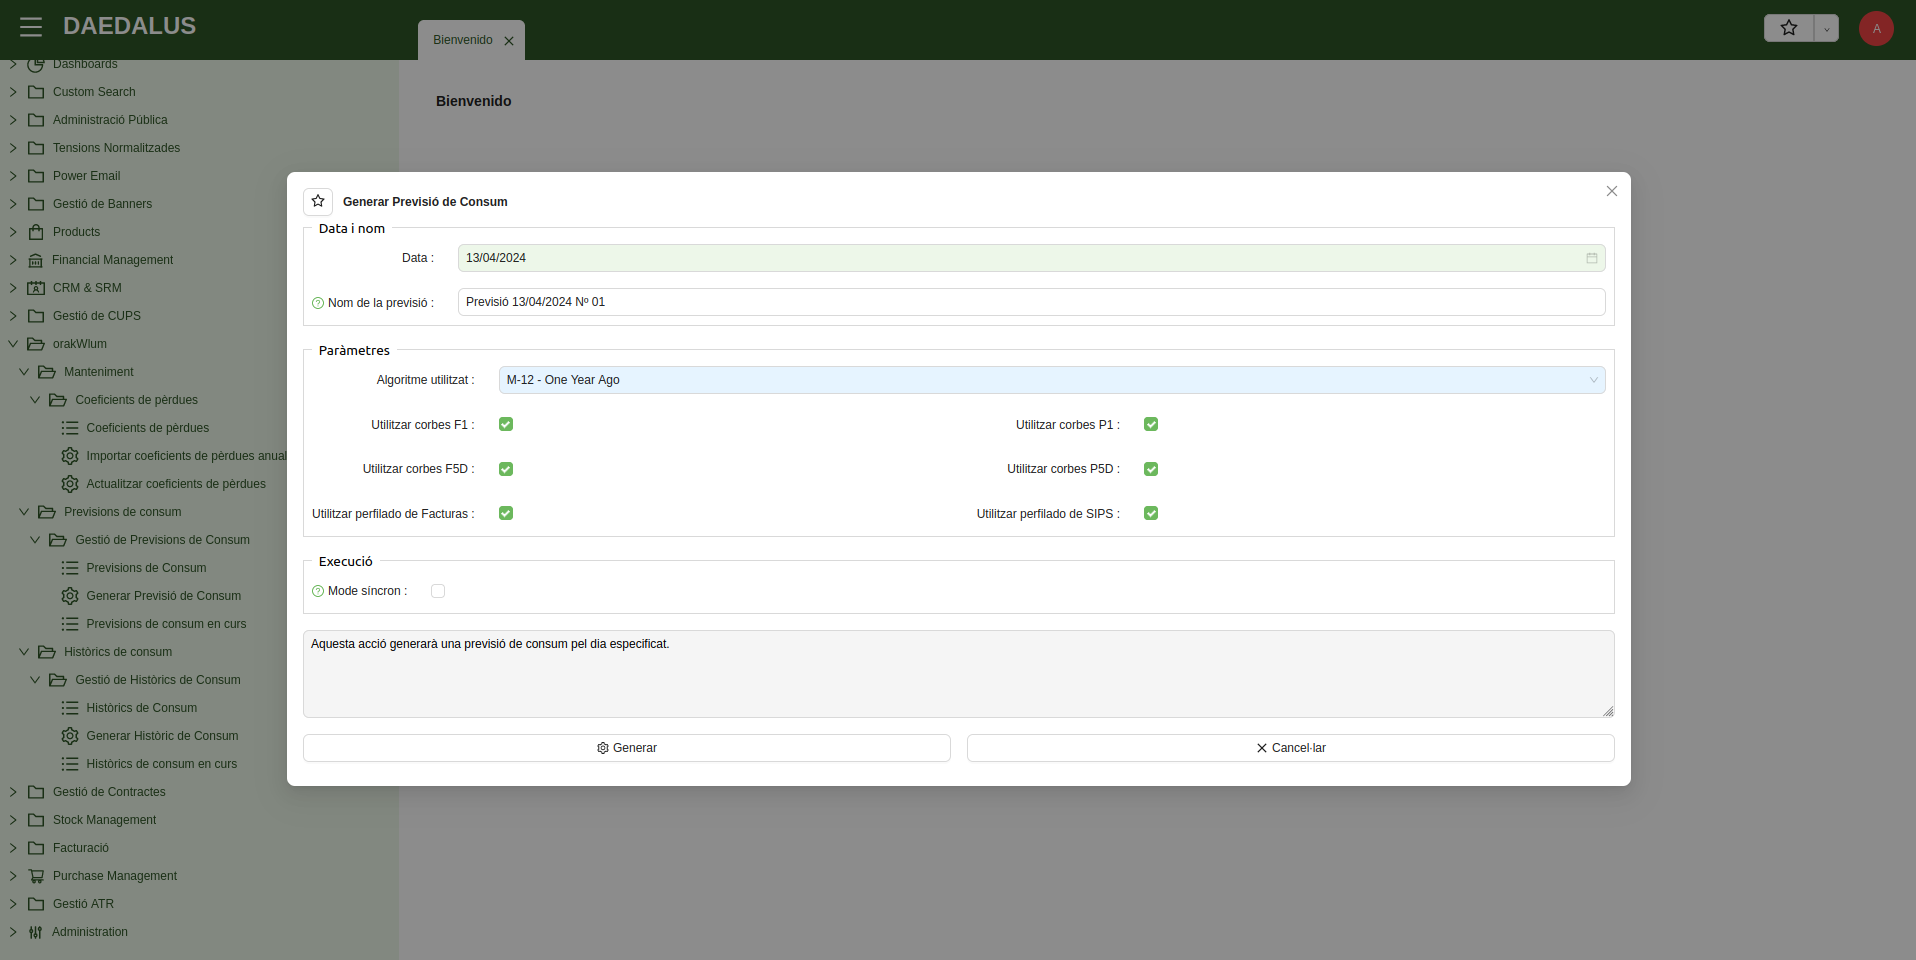 DAEDALUS
Bienvenido
A
Dashboards
Custom Search
Administració Pública
Tensions Normalitzades
Power Email
Gestió de Banners
Products
Financial Management
CRM & SRM
Gestió de CUPS
orakWlum
Manteniment
Coeficients de pèrdues
Coeficients de pèrdues
Importar coeficients de pèrdues anual
Actualitzar coeficients de pèrdues
Previsions de consum
Gestió de Previsions de Consum
Previsions de Consum
Generar Previsió de Consum
Previsions de consum en curs
Històrics de consum
Gestió de Històrics de Consum
Històrics de Consum
Generar Històric de Consum
Històrics de consum en curs
Gestió de Contractes
Stock Management
Facturació
Purchase Management
Gestió ATR
Administration
Bienvenido
Generar Previsió de Consum
Data i nom
Data : 13/04/2024
Nom de la previsió : Previsió 13/04/2024 Nº 01
Paràmetres
Algoritme utilitzat : M-12 - One Year Ago
Utilitzar corbes F1 : Utilitzar corbes P1 :
Utilitzar corbes F5D : Utilitzar corbes P5D :
Utilitzar perfilado de Facturas : Utilitzar perfilado de SIPS :
Execució
Mode síncron :
Aquesta acció generarà una previsió de consum pel dia especificat.
Generar Cancel·lar